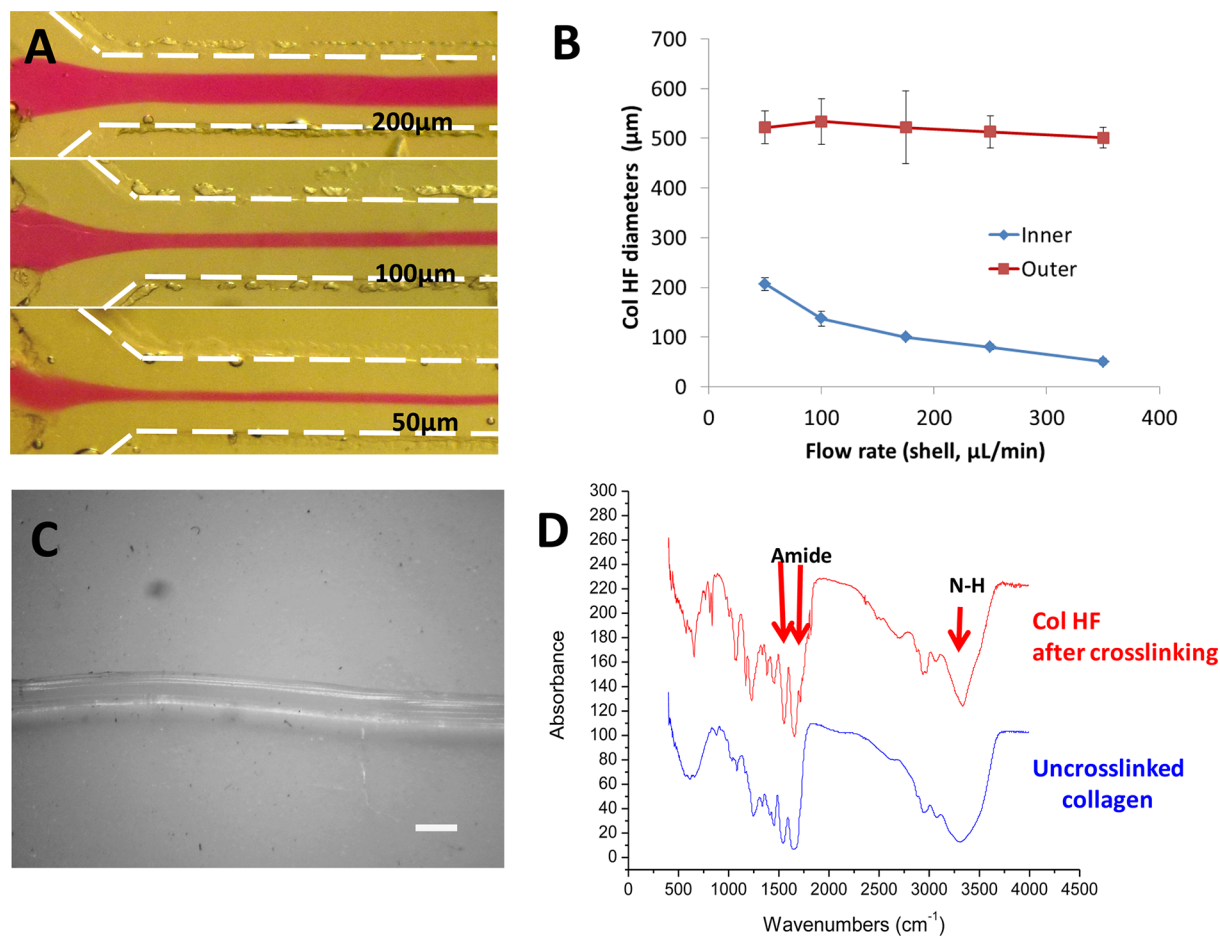 A
200μm
100μm
50μm
B
Col HF diameters (μm)
700
600
500
400
300
200
100
0
Inner
Outer
0 100 200 300 400
Flow rate (shell, μL/min)
C
D
Absorbance
300
280
260
240
220
200
180
160
140
120
100
80
60
40
20
0
Amide
N-H
Col HF
after crosslinking
Uncrosslinked
collagen
0 500 1000 1500 2000 2500 3000 3500 4000 4500
Wavenumbers (cm⁻¹)